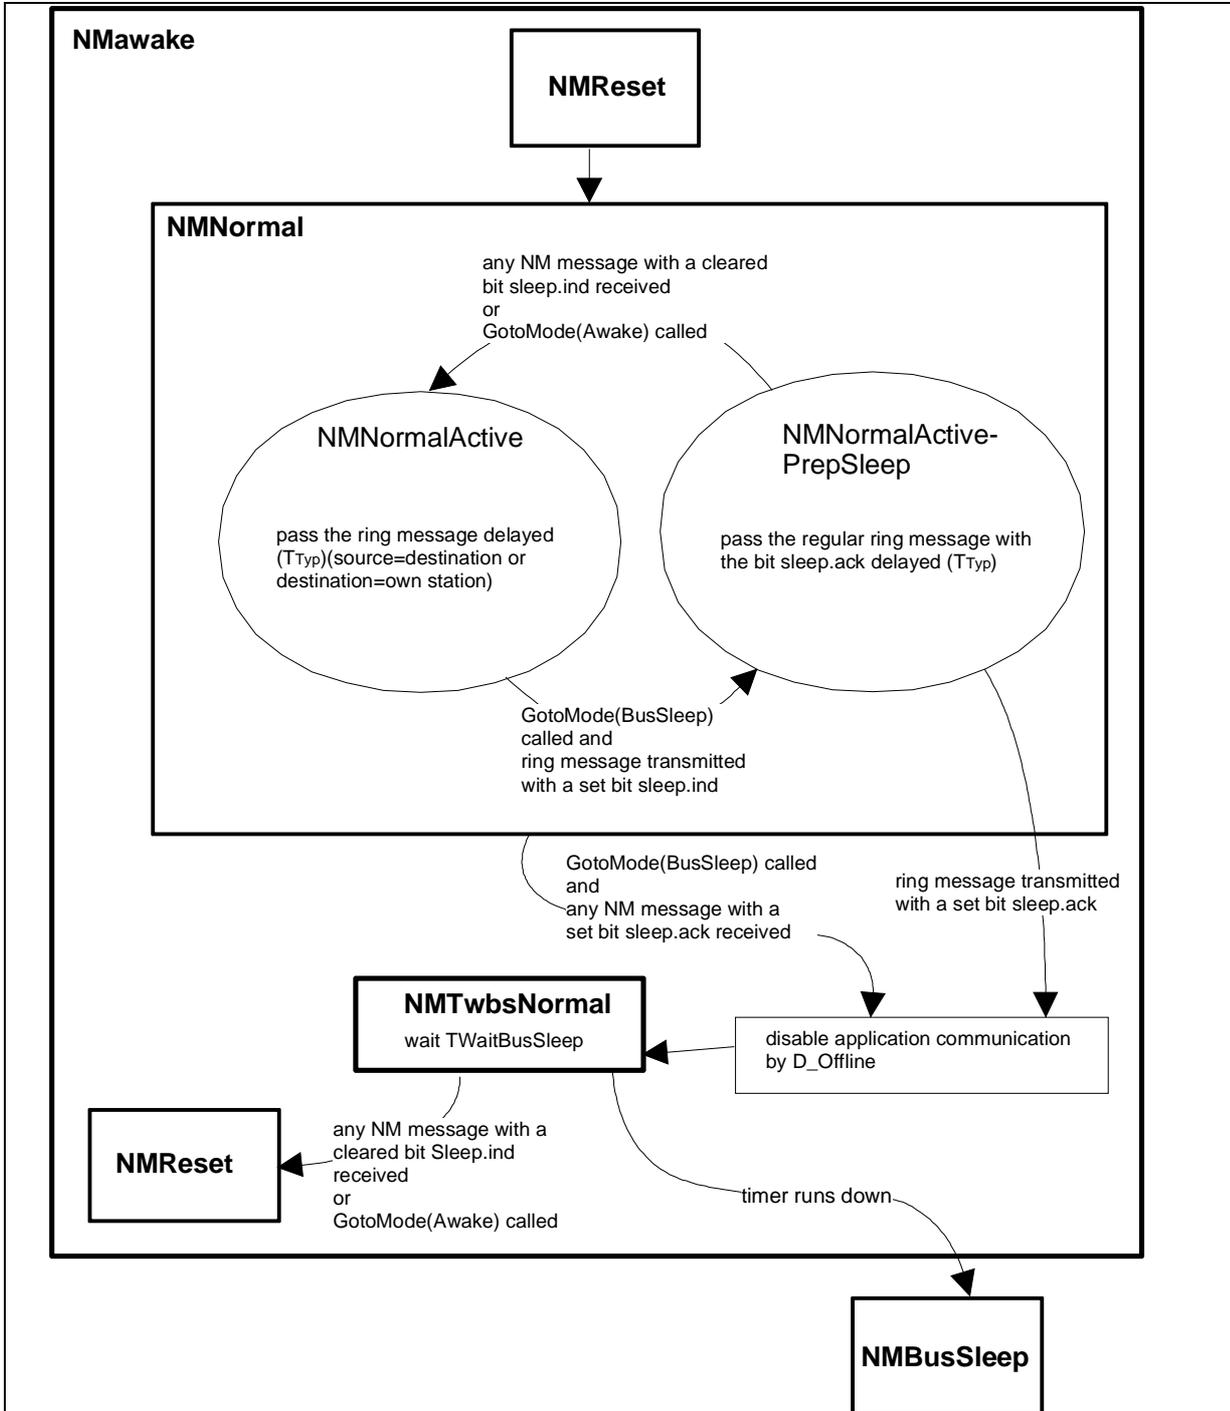 NMawake
NMReset
NMNormal
any NM message with a cleared
bit sleep.ind received
or
GotoMode(Awake) called
NMNormalActive
pass the ring message delayed
(TTyp)(source=destination or
destination=own station)
NMNormalActive-
PrepSleep
pass the regular ring message with
the bit sleep.ack delayed (TTyp)
GotoMode(BusSleep)
called and
ring message transmitted
with a set bit sleep.ind
GotoMode(BusSleep) called
and
any NM message with a
set bit sleep.ack received
ring message transmitted
with a set bit sleep.ack
NMTwbsNormal
wait TWaitBusSleep
disable application communication
by D_Offline
NMReset
any NM message with a
cleared bit Sleep.ind
received
or
GotoMode(Awake) called
timer runs down
NMBusSleep